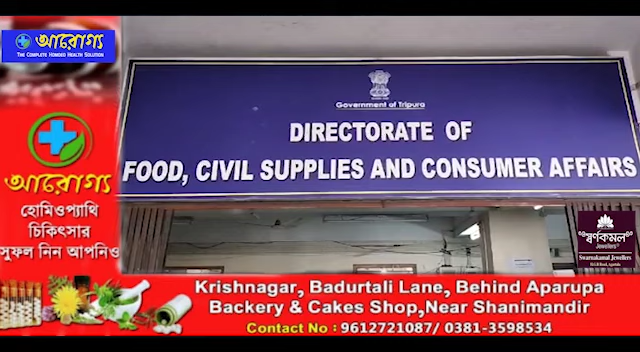 আরোগ্য
THE COMPLETE HOMOEO HEALTH SOLUTION
আরোগ্য
হোমিওপ্যাথি
চিকিৎসার
সুফল নিন আপনিও
Government of Tripura
DIRECTORATE OF
FOOD, CIVIL SUPPLIES AND CONSUMER AFFAIRS
স্বর্ণকমল
Jewellers
Swarnakamal Jewellers
Krishnagar, Badurtali Lane, Behind Aparupa
Backery & Cakes Shop,Near Shanimandir
Contact No : 9612721087/ 0381-3598534